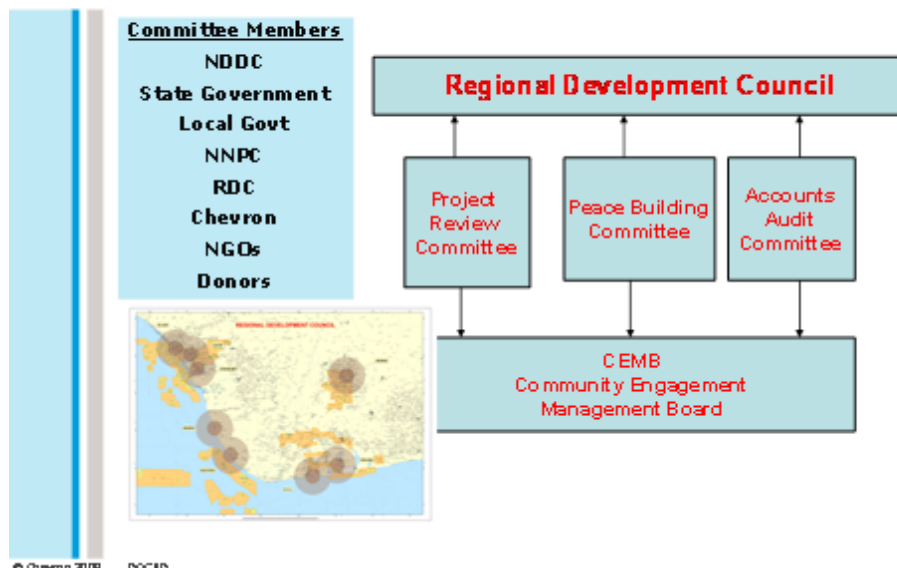 Committee Members
NDDC
State Government
Local Govt
NNPC
RDC
Chevron
NGOs
Donors
Regional Development Council
Project
Review
Committee
Peace Building
Committee
Accounts
Audit
Committee
CEMB
Community Engagement
Management Board
REGIONAL DEVELOPMENT COUNCIL